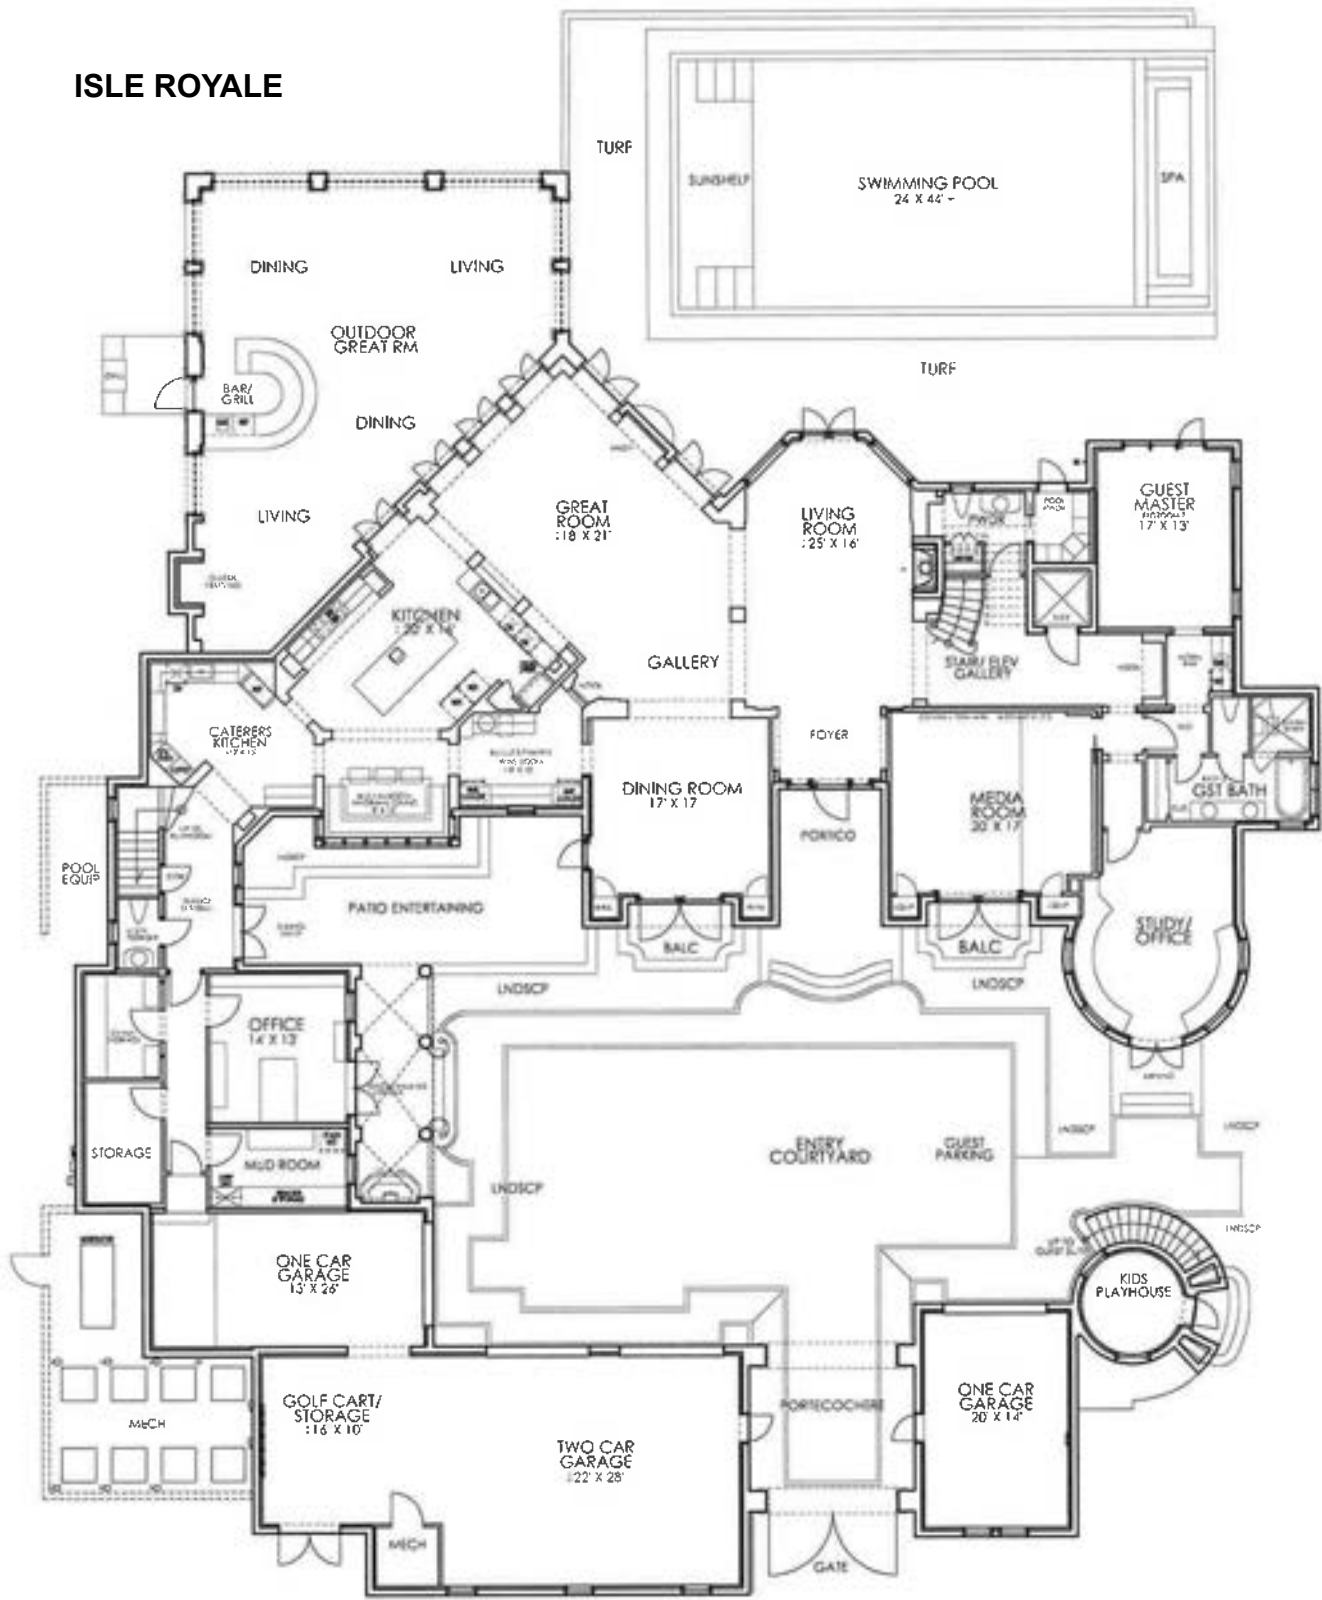 ISLE ROYALE
TURF
SUNSHELF
SWIMMING POOL
24 X 44'
SPA
DINING
LIVING
OUTDOOR
GREAT RM
TURF
BAR/
GRILL
DINING
LIVING
GREAT
ROOM
18 X 21'
LIVING
ROOM
25' X 16'
PWDR
POOL
PWDR
GUEST
MASTER
17' X 13'
KITCHEN
GALLERY
STAIR/ ELEV
GALLERY
CATERERS
KITCHEN
FOYER
DINING ROOM
17' X 17'
MEDIA
ROOM
20' X 17'
GST BATH
PORTICO
POOL
EQUIP
PATIO ENTERTAINING
BALC
BALC
STUDY/
OFFICE
LNDSCP
LNDSCP
OFFICE
14' X 13'
STORAGE
MUD ROOM
ENTRY
COURTYARD
GUEST
PARKING
LNDSCP
LNDSCP
LNDSCP
LNDSCP
UP TO
ONE CAR
GARAGE
13' X 26'
KIDS
PLAYHOUSE
GOLF CART/
STORAGE
16' X 10'
MECH
TWO CAR
GARAGE
22' X 28'
PORTECOCHERE
ONE CAR
GARAGE
20' X 14'
MECH
GATE